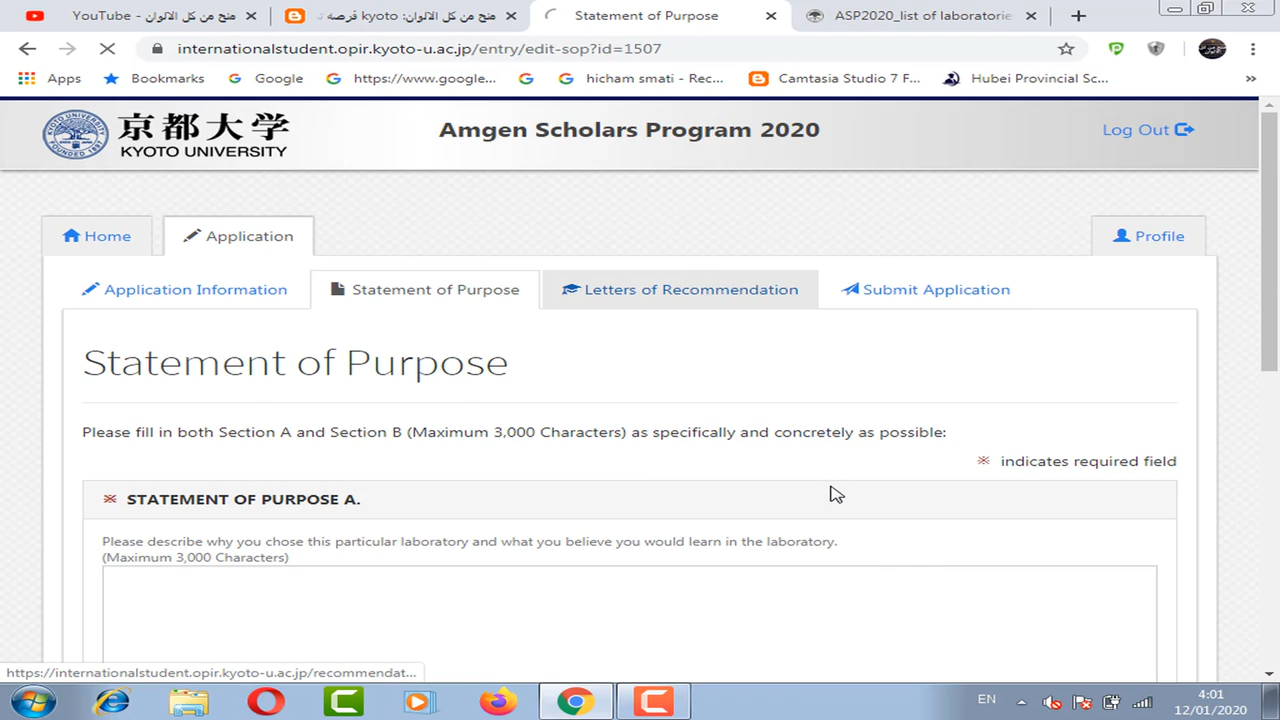 YouTube - منح من كل الالوان
منح من كل الالوان: kyoto فرصه ت
Statement of Purpose
ASP2020_list of laboratorie
internationalstudent.opir.kyoto-u.ac.jp/entry/edit-sop?id=1507
Apps
Bookmarks
Google
https://www.google...
hicham smati - Rec...
Camtasia Studio 7 F...
Hubei Provincial Sc...
»
京都大学
KYOTO UNIVERSITY
Amgen Scholars Program 2020
Log Out
Home
Application
Profile
Application Information
Statement of Purpose
Letters of Recommendation
Submit Application
Statement of Purpose
Please fill in both Section A and Section B (Maximum 3,000 Characters) as specifically and concretely as possible:
※ indicates required field
※ STATEMENT OF PURPOSE A.
Please describe why you chose this particular laboratory and what you believe you would learn in the laboratory.
(Maximum 3,000 Characters)
https://internationalstudent.opir.kyoto-u.ac.jp/recommendat...
EN
4:01
12/01/2020